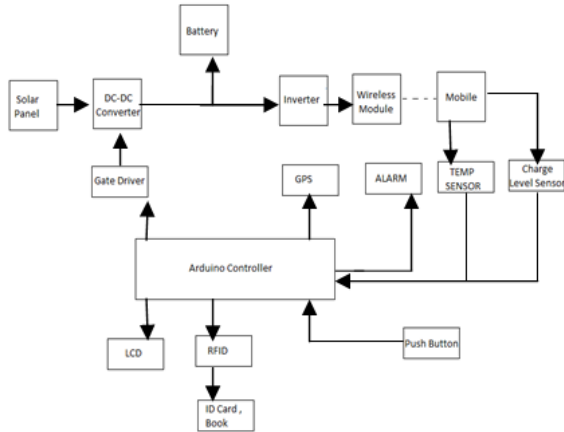 Battery
Solar
Panel
DC-DC
Converter
Inverter
Wireless
Module
Mobile
Gate Driver
GPS
ALARM
TEMP
SENSOR
Charge
Level Sensor
Arduino Controller
LCD
RFID
Push Button
ID Card ,
Book